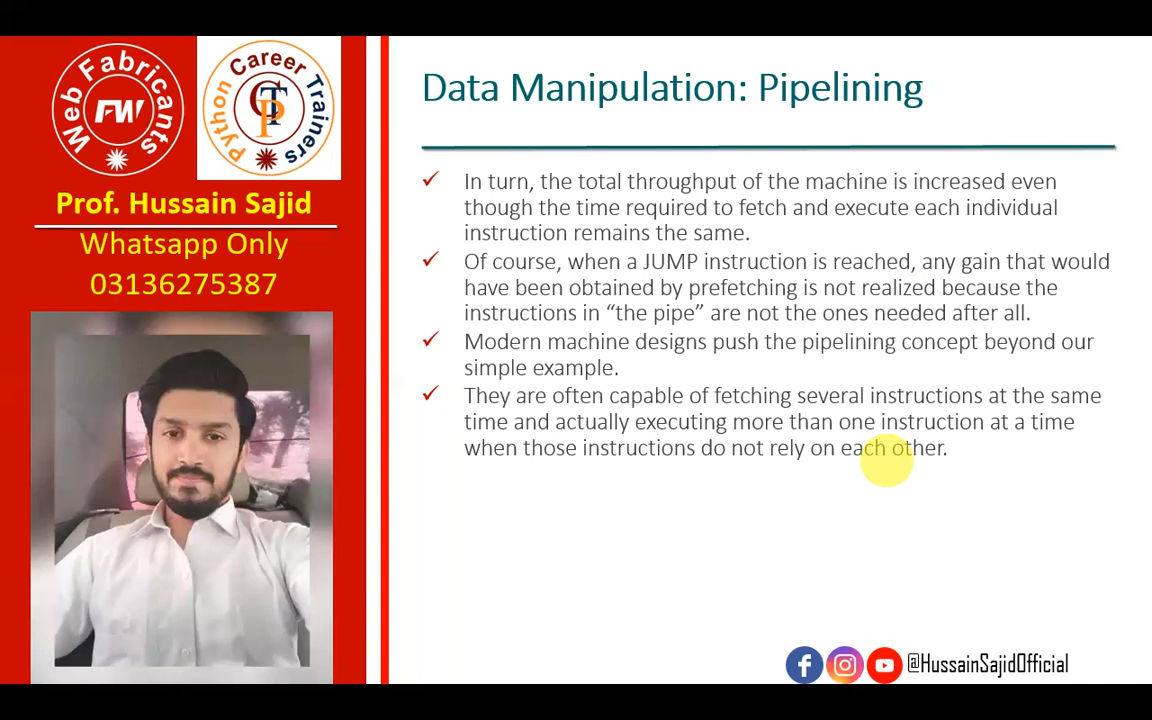 Web Fabricants
FW
Python Career Trainers
CTP
Prof. Hussain Sajid
Whatsapp Only
03136275387
Data Manipulation: Pipelining
In turn, the total throughput of the machine is increased even
though the time required to fetch and execute each individual
instruction remains the same.
Of course, when a JUMP instruction is reached, any gain that would
have been obtained by prefetching is not realized because the
instructions in “the pipe” are not the ones needed after all.
Modern machine designs push the pipelining concept beyond our
simple example.
They are often capable of fetching several instructions at the same
time and actually executing more than one instruction at a time
when those instructions do not rely on each other.
@HussainSajidOfficial